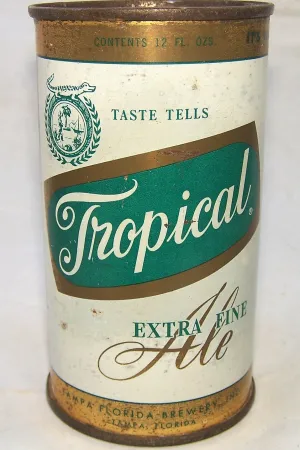 CONTENTS 12 FL. OZS.
TASTE TELLS
Tropical®
EXTRA FINE
Ale
TAMPA FLORIDA BREWERY, INC.
TAMPA, FLORIDA